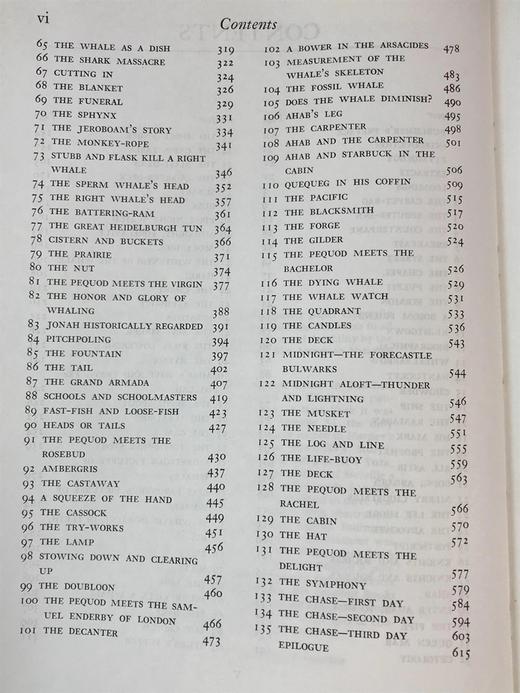 vi
Contents
65 THE WHALE AS A DISH 319
66 THE SHARK MASSACRE 322
67 CUTTING IN 324
68 THE BLANKET 326
69 THE FUNERAL 329
70 THE SPHYNX 331
71 THE JEROBOAM'S STORY 334
72 THE MONKEY-ROPE 341
73 STUBB AND FLASK KILL A RIGHT
WHALE 346
74 THE SPERM WHALE'S HEAD 352
75 THE RIGHT WHALE'S HEAD 357
76 THE BATTERING-RAM 361
77 THE GREAT HEIDELBURGH TUN 364
78 CISTERN AND BUCKETS 366
79 THE PRAIRIE 371
80 THE NUT 374
81 THE PEQUOD MEETS THE VIRGIN 377
82 THE HONOR AND GLORY OF
WHALING 388
83 JONAH HISTORICALLY REGARDED 391
84 PITCHPOLING 394
85 THE FOUNTAIN 397
86 THE TAIL 402
87 THE GRAND ARMADA 407
88 SCHOOLS AND SCHOOLMASTERS 419
89 FAST-FISH AND LOOSE-FISH 423
90 HEADS OR TAILS 427
91 THE PEQUOD MEETS THE
ROSEBUD 430
92 AMBERGRIS 437
93 THE CASTAWAY 440
94 A SQUEEZE OF THE HAND 445
95 THE CASSOCK 449
96 THE TRY-WORKS 451
97 THE LAMP 456
98 STOWING DOWN AND CLEARING
UP 457
99 THE DOUBLOON 460
100 THE PEQUOD MEETS THE SAM-
UEL ENDERBY OF LONDON 466
101 THE DECANTER 473
102 A BOWER IN THE ARSACIDES 478
103 MEASUREMENT OF THE
WHALE'S SKELETON 483
104 THE FOSSIL WHALE 486
105 DOES THE WHALE DIMINISH? 490
106 AHAB'S LEG 495
107 THE CARPENTER 498
108 AHAB AND THE CARPENTER 501
109 AHAB AND STARBUCK IN THE
CABIN 506
110 QUEQUEG IN HIS COFFIN 509
111 THE PACIFIC 515
112 THE BLACKSMITH 517
113 THE FORGE 520
114 THE GILDER 524
115 THE PEQUOD MEETS THE
BACHELOR 526
116 THE DYING WHALE 529
117 THE WHALE WATCH 531
118 THE QUADRANT 533
119 THE CANDLES 536
120 THE DECK 543
121 MIDNIGHT—THE FORECASTLE
BULWARKS 544
122 MIDNIGHT ALOFT—THUNDER
AND LIGHTNING 546
123 THE MUSKET 547
124 THE NEEDLE 551
125 THE LOG AND LINE 555
126 THE LIFE-BUOY 559
127 THE DECK 563
128 THE PEQUOD MEETS THE
RACHEL 566
129 THE CABIN 570
130 THE HAT 572
131 THE PEQUOD MEETS THE
DELIGHT 577
132 THE SYMPHONY 579
133 THE CHASE—FIRST DAY 584
134 THE CHASE—SECOND DAY 594
135 THE CHASE—THIRD DAY 603
EPILOGUE 615